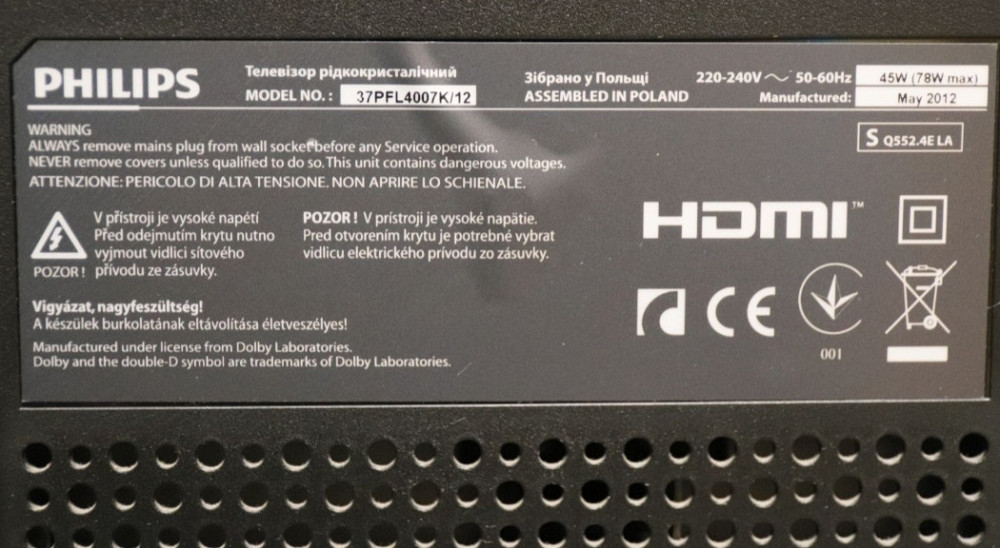 PHILIPS
Телевізор рідкокристалічний
MODEL NO. : 37PFL4007K/12
Зібрано у Польщі
ASSEMBLED IN POLAND
220-240V ~ 50-60Hz 45W (78W max)
Manufactured: May 2012
S Q552.4E LA
WARNING
ALWAYS remove mains plug from wall socket before any Service operation.
NEVER remove covers unless qualified to do so. This unit contains dangerous voltages.
ATTENZIONE: PERICOLO DI ALTA TENSIONE. NON APRIRE LO SCHIENALE.
POZOR !
V přístroji je vysoké napětí
Před odejmutím krytu nutno
vyjmout vidlici síťového
přívodu ze zásuvky.
POZOR ! V prístroji je vysoké napätie.
Pred otvorením krytu je potrebné vybrat
vidlicu elektrického prívodu zo zásuvky.
HDMI™
Vigyázat, nagyfeszültség!
A készülek burkolatának eltávolítása életveszélyes!
Manufactured under license from Dolby Laboratories.
Dolby and the double-D symbol are trademarks of Dolby Laboratories.
CE
001